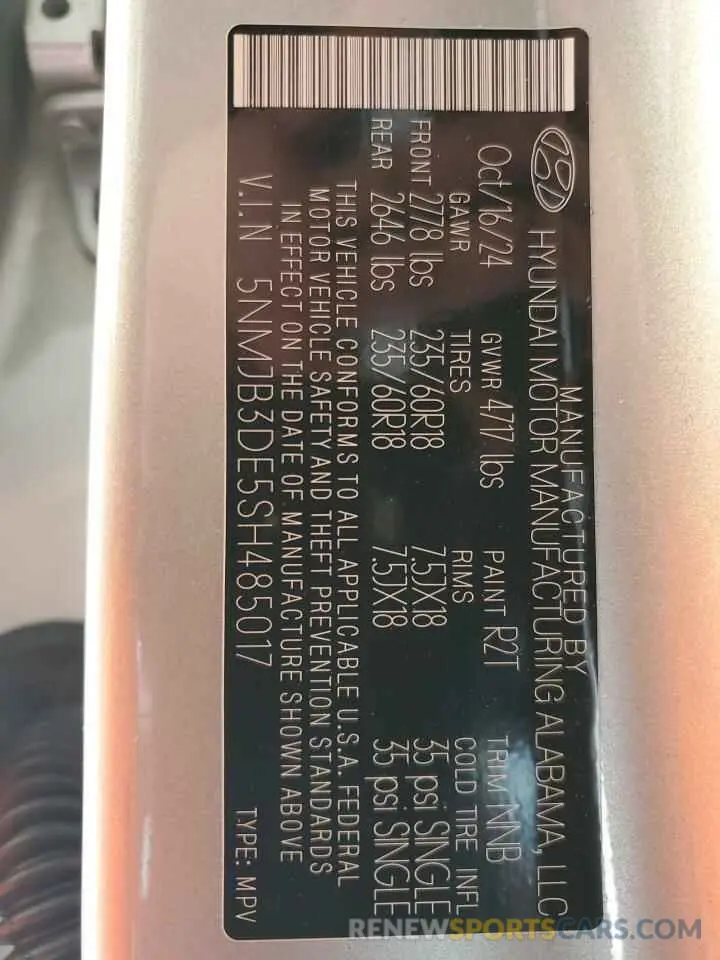 MANUFACTURED BY
HYUNDAI MOTOR MANUFACTURING ALABAMA, LLC
Oct/16/24 GVWR 4717 lbs PAINT R2T TRIM NNB
GAWR TIRES RIMS COLD TIRE INFL
FRONT 2778 lbs 235/60R18 7.5JX18 35 psi SINGLE
REAR 2646 lbs 235/60R18 7.5JX18 35 psi SINGLE
THIS VEHICLE CONFORMS TO ALL APPLICABLE U.S.A. FEDERAL
MOTOR VEHICLE SAFETY AND THEFT PREVENTION STANDARDS
IN EFFECT ON THE DATE OF MANUFACTURE SHOWN ABOVE
V.I.N 5NMJB3DE5SH485017 TYPE: MPV
RENEWSPORTSCARS.COM